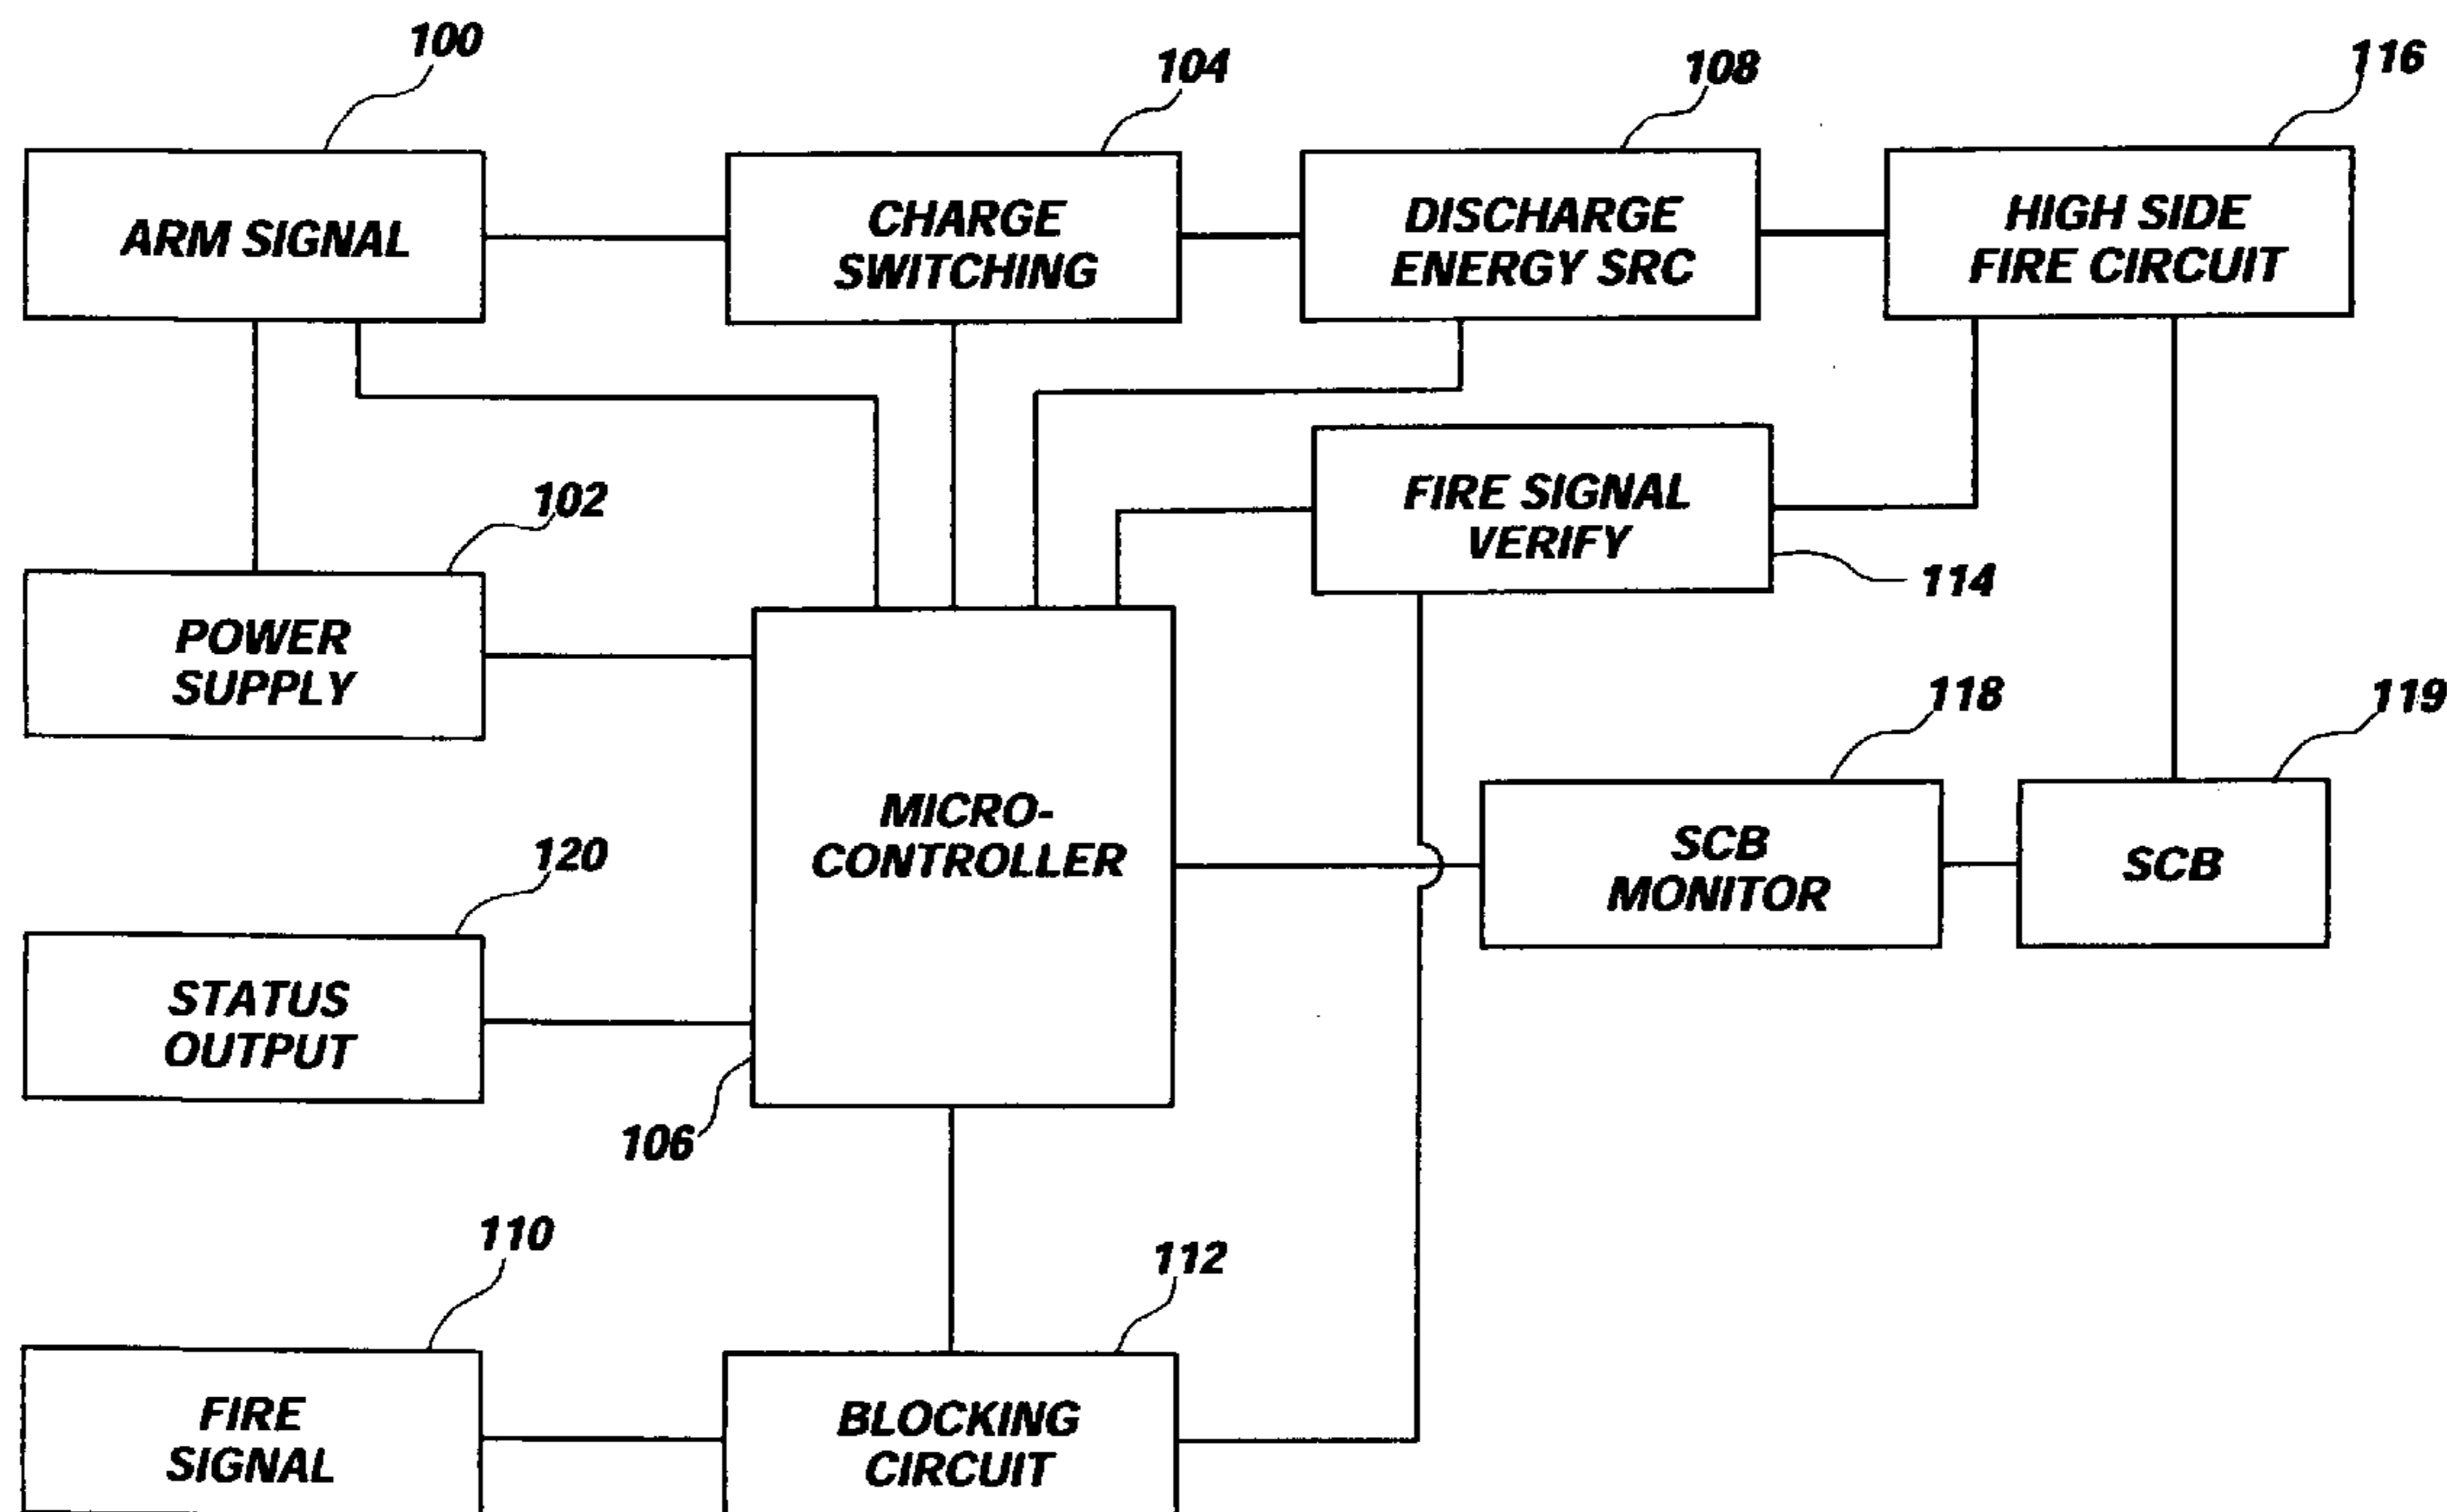 100
104
108
116
ARM SIGNAL
CHARGE
SWITCHING
DISCHARGE
ENERGY SRC
HIGH SIDE
FIRE CIRCUIT
102
POWER
SUPPLY
FIRE SIGNAL
VERIFY
114
MICRO-
CONTROLLER
118
119
SCB
MONITOR
SCB
120
STATUS
OUTPUT
106
110
112
FIRE
SIGNAL
BLOCKING
CIRCUIT